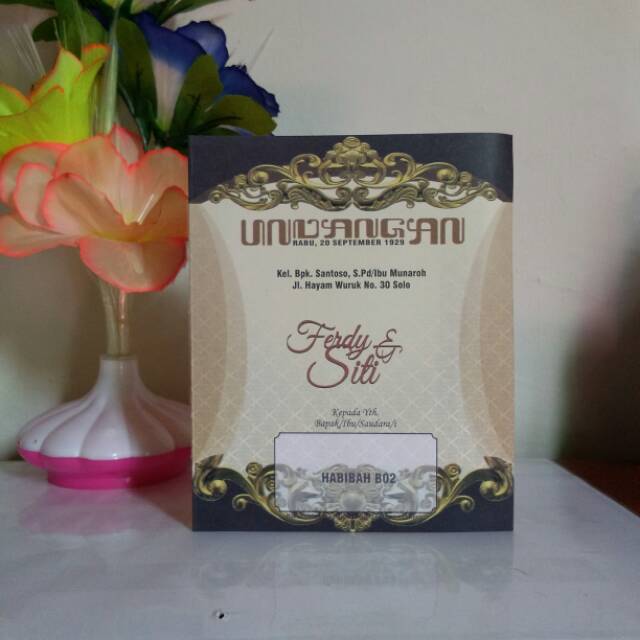 UNDANGAN
RABU, 20 SEPTEMBER 1929
Kel. Bpk. Santoso, S.Pd/Ibu Munaroh
Jl. Hayam Wuruk No. 30 Solo
Ferdy &
Siti
Kepada Yth.
Bapak/Ibu/Saudara/i
HABIBAH B02